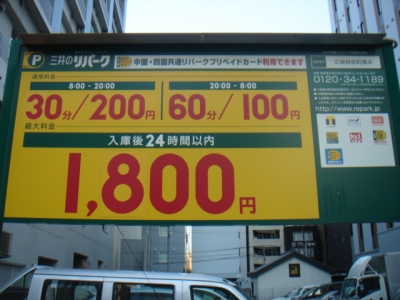 P 三井のリパーク
中国・四国共通リパークプリペイドカード利用できます
通常料金
8:00-20:00
30分/200円
20:00-8:00
60分/100円
最大料金
入庫後24時間以内
1,800円
0120-34-1189
http://www.repark.jp